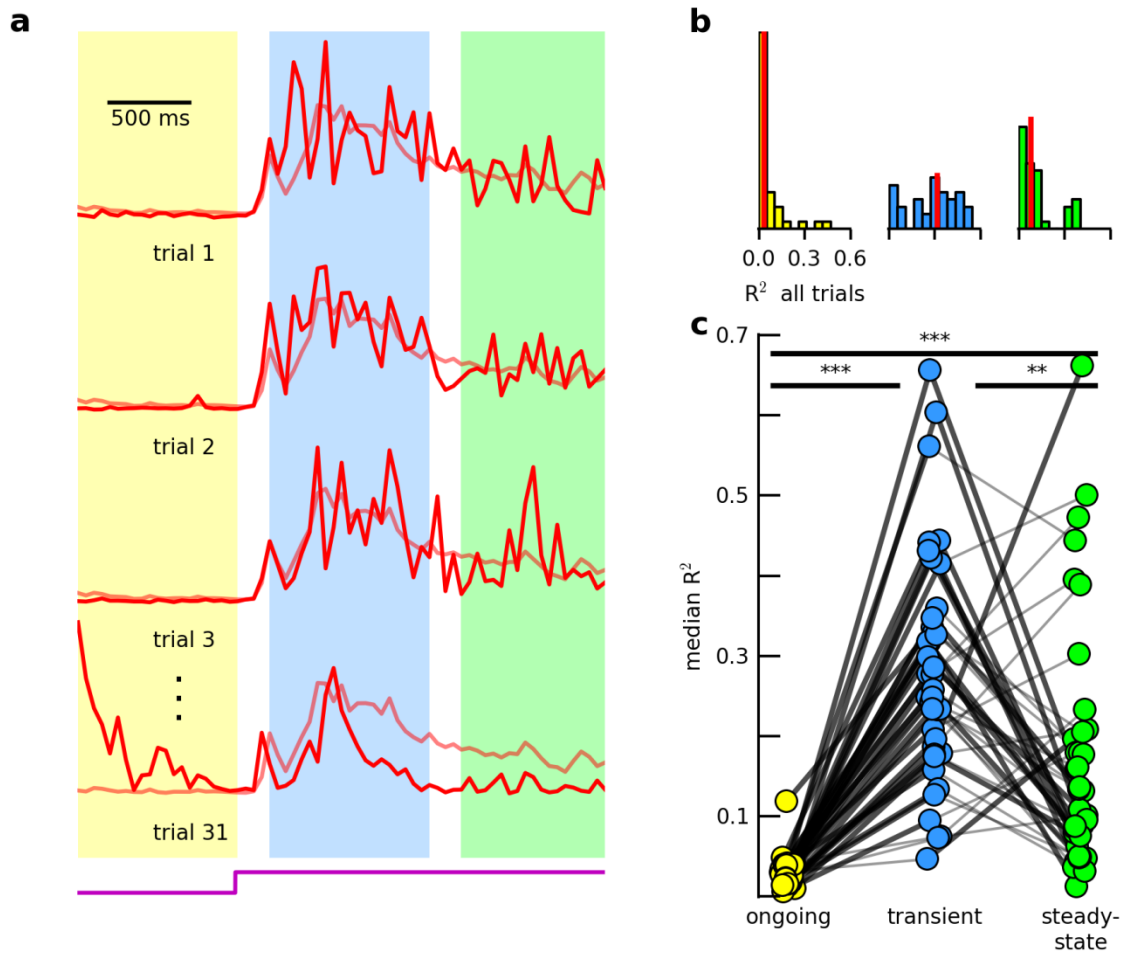 a
500 ms
trial 1
trial 2
trial 3
trial 31
b
0.0 0.3 0.6
R² all trials
c
0.7
0.5
0.3
0.1
median R²
***
*** **
ongoing transient steady-
state